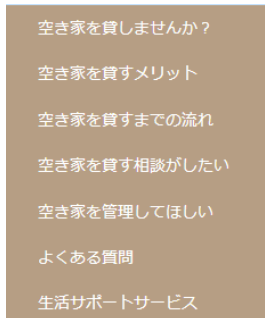 空き家を貸しませんか？
空き家を貸すメリット
空き家を貸すまでの流れ
空き家を貸す相談がしたい
空き家を管理してほしい
よくある質問
生活サポートサービス